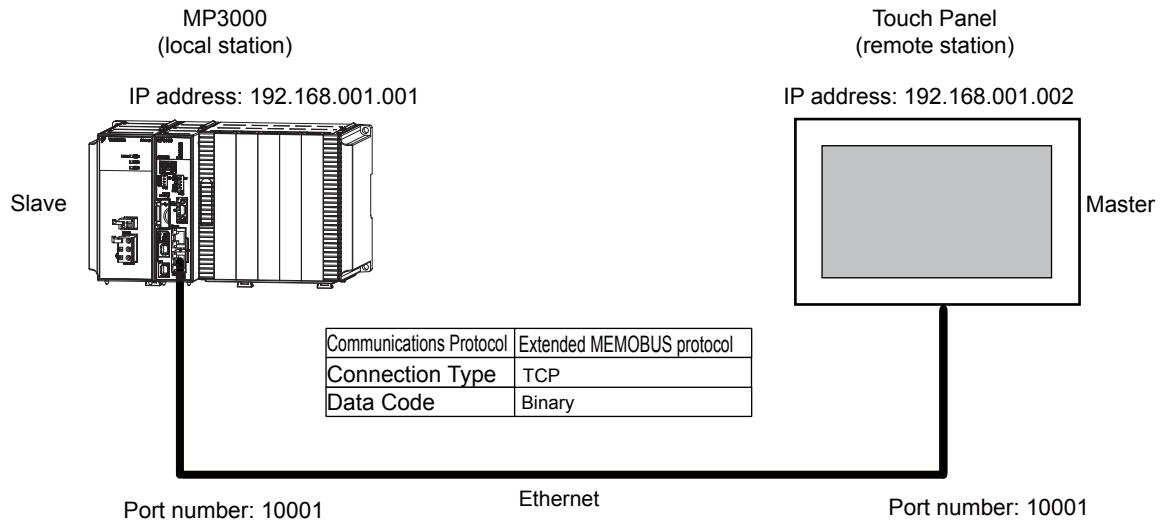 MP3000
(local station)
Touch Panel
(remote station)
IP address: 192.168.001.001
IP address: 192.168.001.002
Slave
Master
Communications Protocol Extended MEMOBUS protocol
Connection Type TCP
Data Code Binary
Ethernet
Port number: 10001
Port number: 10001